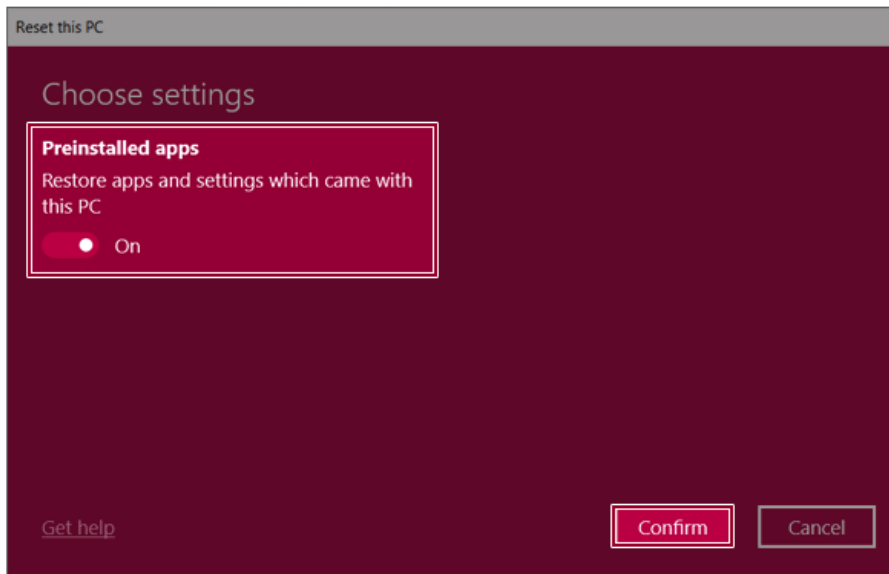 Reset this PC
Choose settings
Preinstalled apps
Restore apps and settings which came with
this PC
On
Get help
Confirm
Cancel